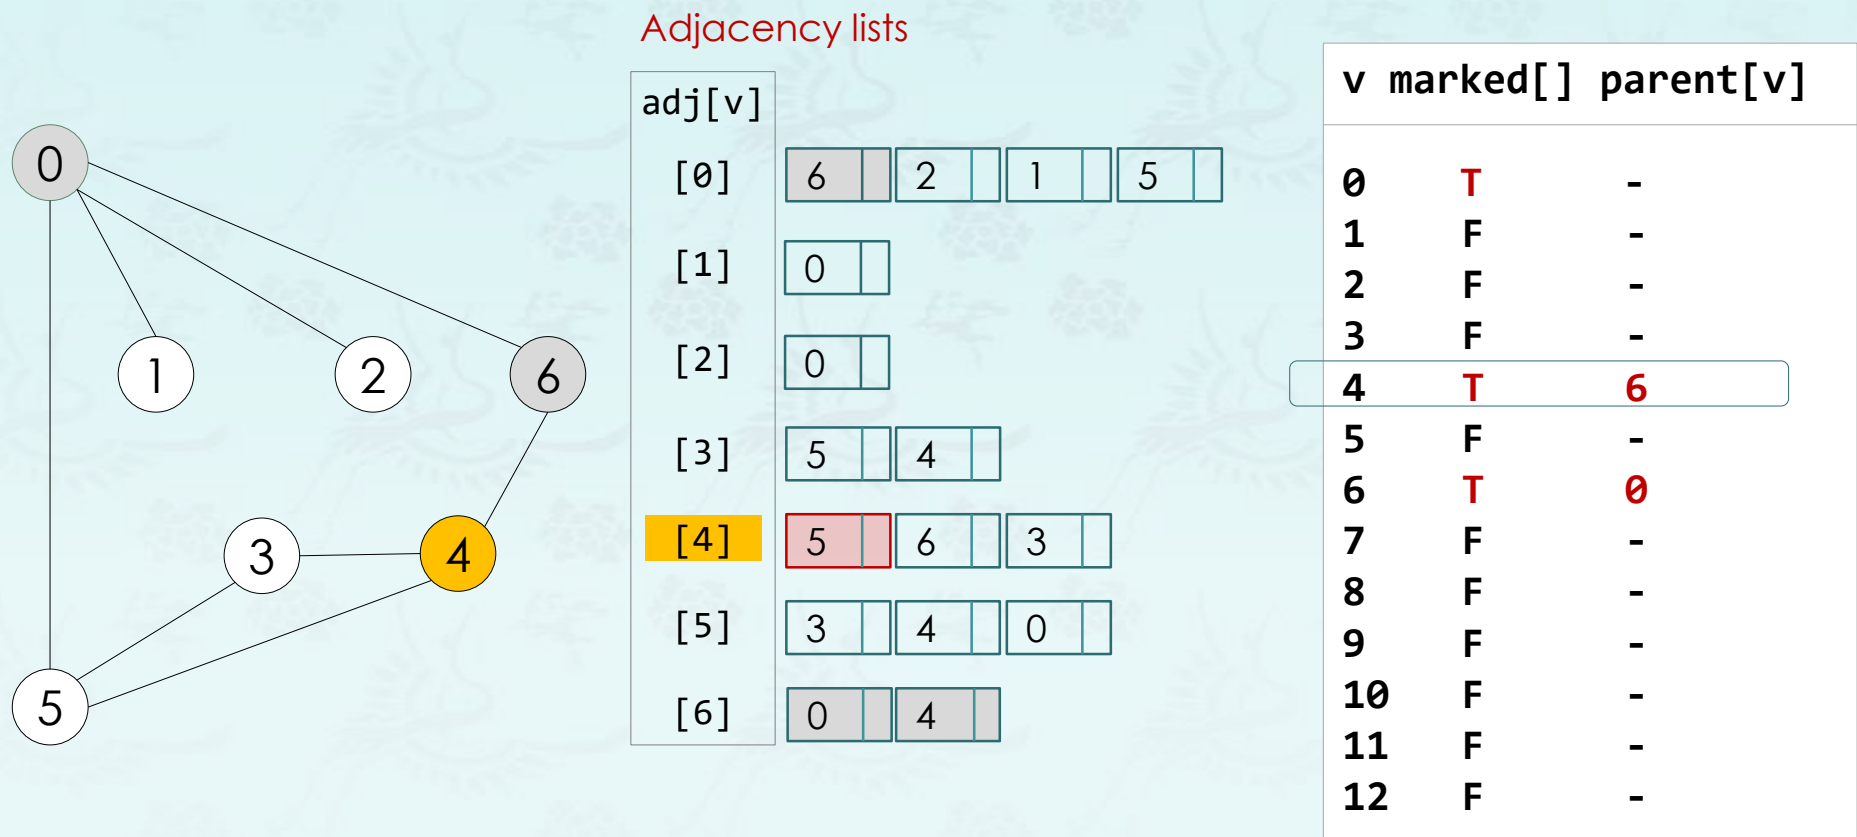 Adjacency lists
adj[v]
[0] 6 2 1 5
[1] 0
[2] 0
[3] 5 4
[4] 5 6 3
[5] 3 4 0
[6] 0 4
0
1
2
6
3
4
5
v marked[] parent[v]
0 T -
1 F -
2 F -
3 F -
4 T 6
5 F -
6 T 0
7 F -
8 F -
9 F -
10 F -
11 F -
12 F -